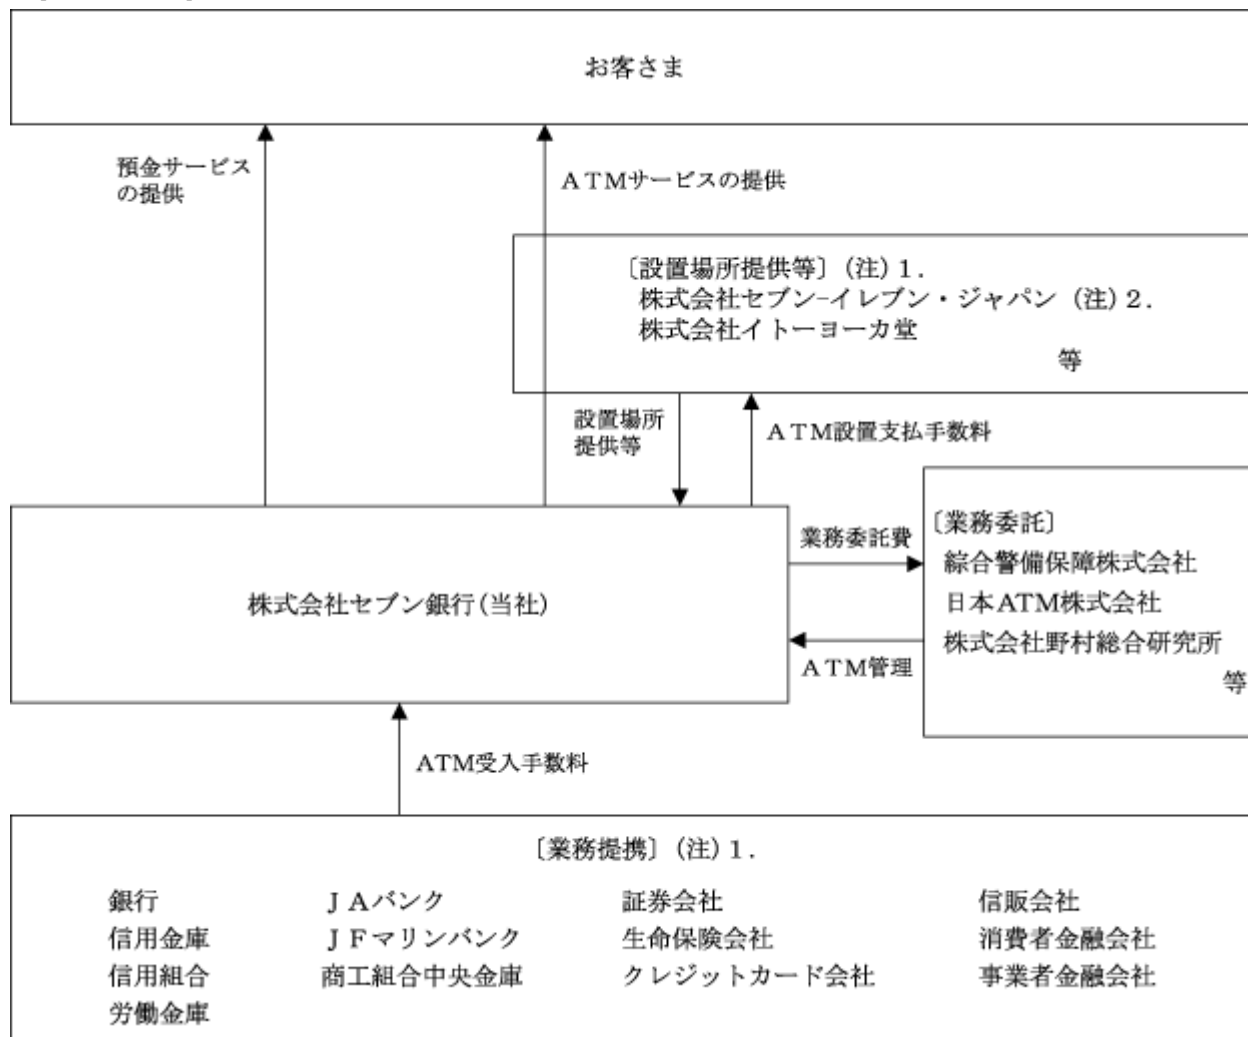 お客さま
預金サービス
の提供
ＡＴＭサービスの提供
〔設置場所提供等〕(注)１.
株式会社セブン-イレブン・ジャパン (注)２.
株式会社イトーヨーカ堂
等
設置場所
提供等
ＡＴＭ設置支払手数料
〔業務委託〕
綜合警備保障株式会社
日本ATM株式会社
株式会社野村総合研究所
等
業務委託費
ＡＴＭ管理
株式会社セブン銀行(当社)
ATM受入手数料
〔業務提携〕(注)１.
銀行
信用金庫
信用組合
労働金庫
ＪＡバンク
ＪＦマリンバンク
商工組合中央金庫
証券会社
生命保険会社
クレジットカード会社
信販会社
消費者金融会社
事業者金融会社